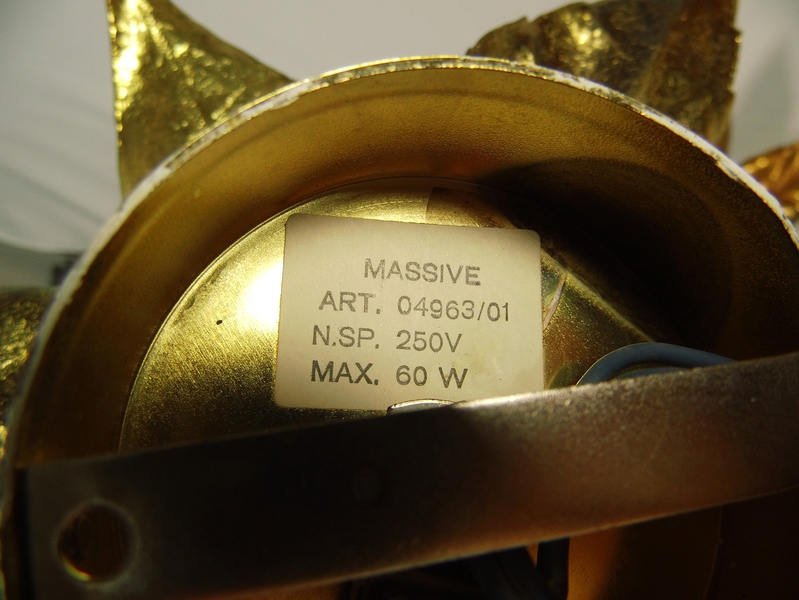 MASSIVE
ART. 04963/01
N.SP. 250V
MAX. 60 W